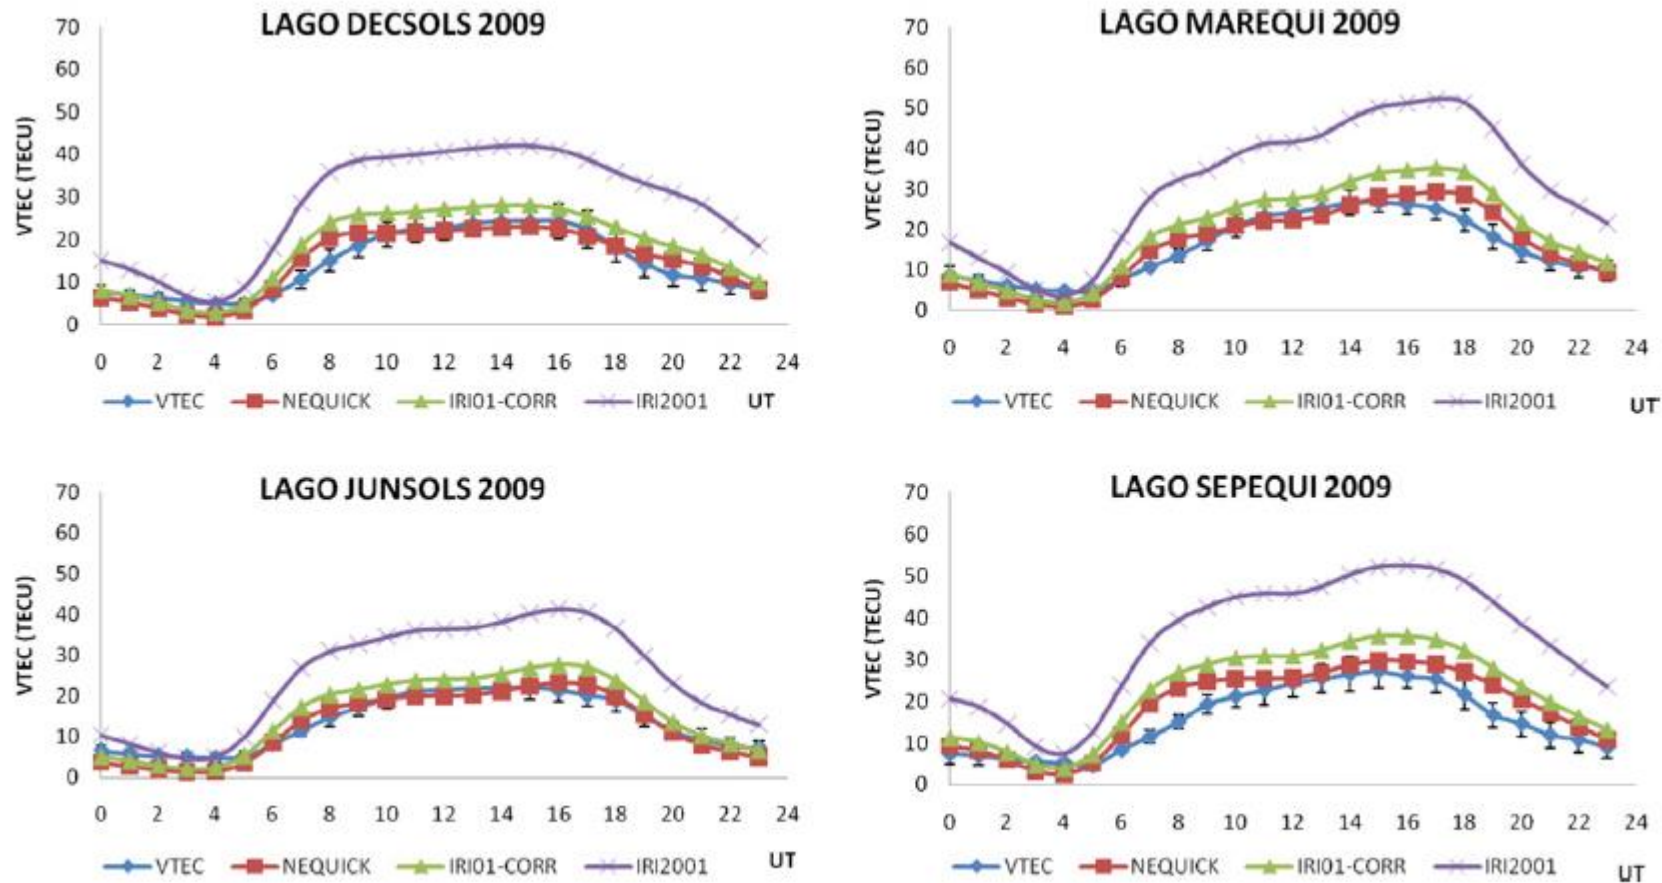 LAGO DECSOLS 2009
VTEC (TECU)
70
60
50
40
30
20
10
0
0 2 4 6 8 10 12 14 16 18 20 22 24
VTEC NEQUICK IRI01-CORR IRI2001 UT
LAGO MAREQUI 2009
VTEC (TECU)
70
60
50
40
30
20
10
0
0 2 4 6 8 10 12 14 16 18 20 22 24
VTEC NEQUICK IRI01-CORR IRI2001 UT
LAGO JUNSOLS 2009
VTEC (TECU)
70
60
50
40
30
20
10
0
0 2 4 6 8 10 12 14 16 18 20 22 24
VTEC NEQUICK IRI01-CORR IRI2001 UT
LAGO SEPEQUI 2009
VTEC (TECU)
70
60
50
40
30
20
10
0
0 2 4 6 8 10 12 14 16 18 20 22 24
VTEC NEQUICK IRI01-CORR IRI2001 UT